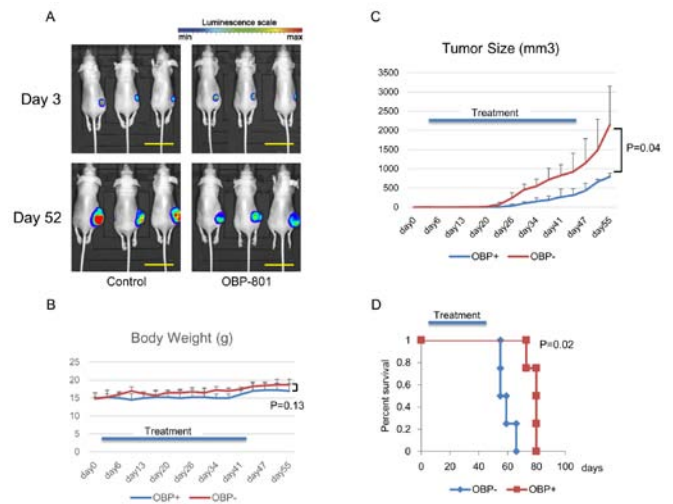 A
Luminescence scale
min
max
Day 3
Day 52
Control
OBP-801
B
Body Weight (g)
25
20
15
10
5
0
P=0.13
Treatment
day0
day6
day13
day20
day26
day34
day41
day47
day55
OBP+
OBP-
C
Tumor Size (mm3)
3500
3000
2500
2000
1500
1000
500
0
Treatment
P=0.04
day0
day6
day13
day20
day26
day34
day41
day47
day55
OBP+
OBP-
D
Treatment
P=0.02
Percent survival
1
0.8
0.6
0.4
0.2
0
0
20
40
60
80
100
days
OBP-
OBP+